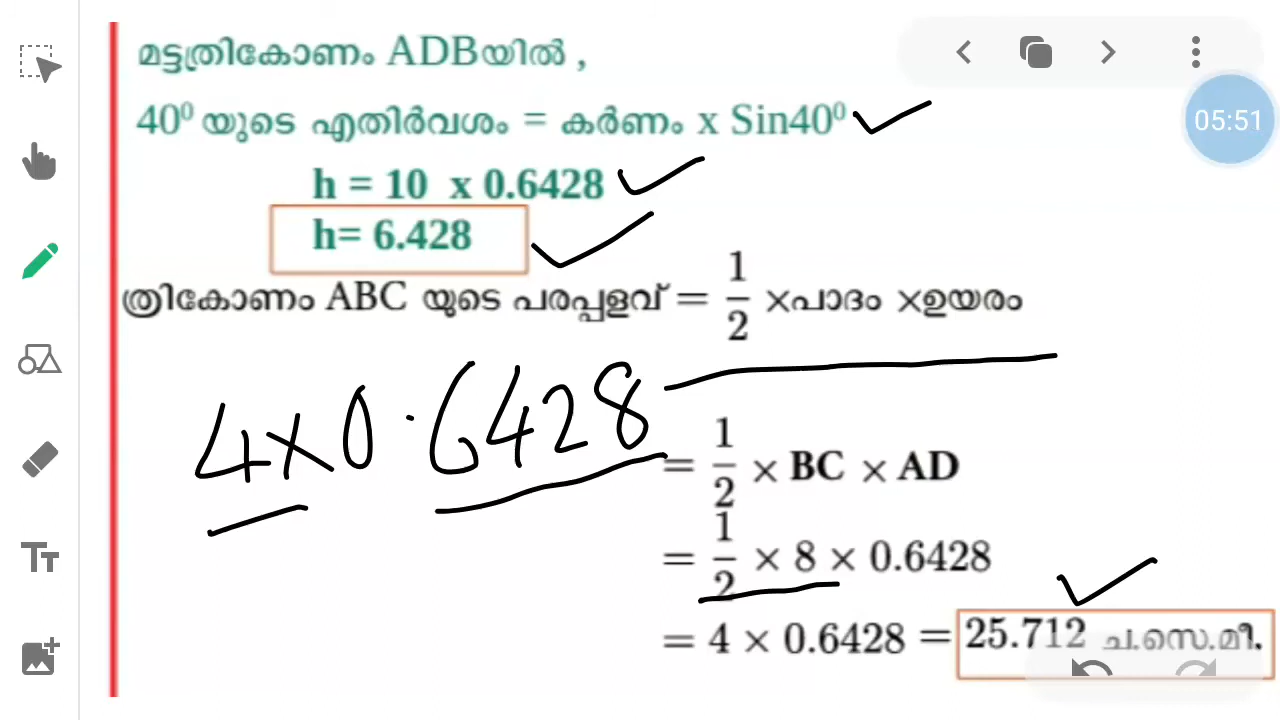 മട്ടത്രികോണം ADBയിൽ ,
05:51
40⁰ യുടെ എതിർവശം = കർണം x Sin40⁰
h = 10 x 0.6428
h= 6.428
ത്രികോണം ABC യുടെ പരപ്പളവ് = 1/2 ×പാദം ×ഉയരം
4×0.6428
= 1/2 × BC × AD
= 1/2 × 8 × 0.6428
= 4 × 0.6428 = 25.712 ച.സെ.മീ.
TT